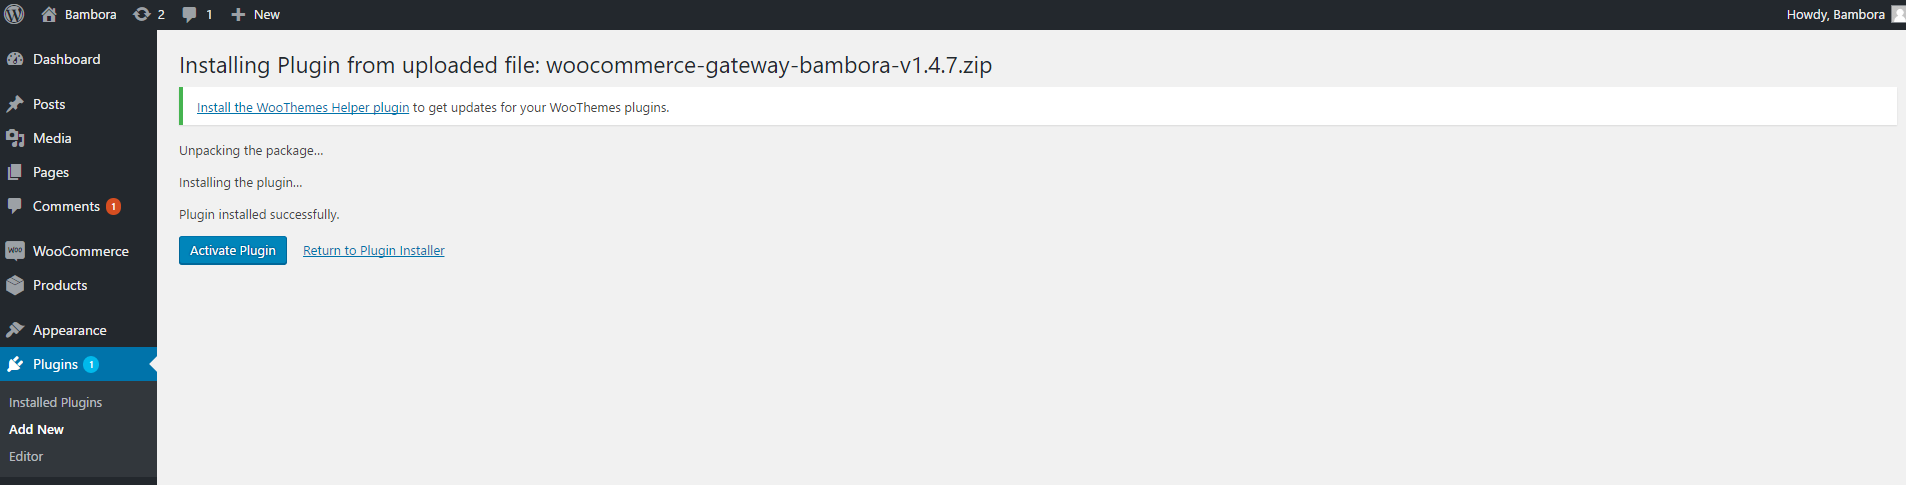 Bambora 2 1 New Howdy, Bambora
Dashboard
Posts
Media
Pages
Comments 1
WOO WooCommerce
Products
Appearance
Plugins 1
Installed Plugins
Add New
Editor
Installing Plugin from uploaded file: woocommerce-gateway-bambora-v1.4.7.zip
Install the WooThemes Helper plugin to get updates for your WooThemes plugins.
Unpacking the package...
Installing the plugin...
Plugin installed successfully.
Activate Plugin Return to Plugin Installer